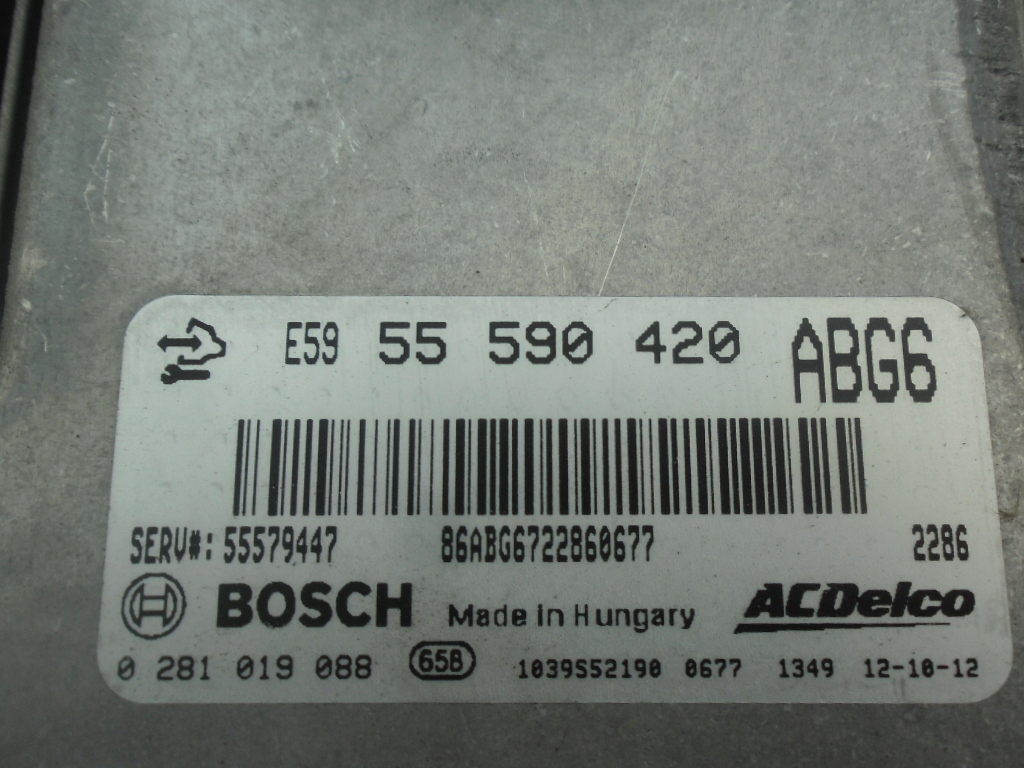 E59 55 590 420 ABG6
SERV#: 55579447 86ABG6722860677 2286
BOSCH Made in Hungary ACDelco
0 281 019 088 65B 1039S52190 0677 1349 12-10-12